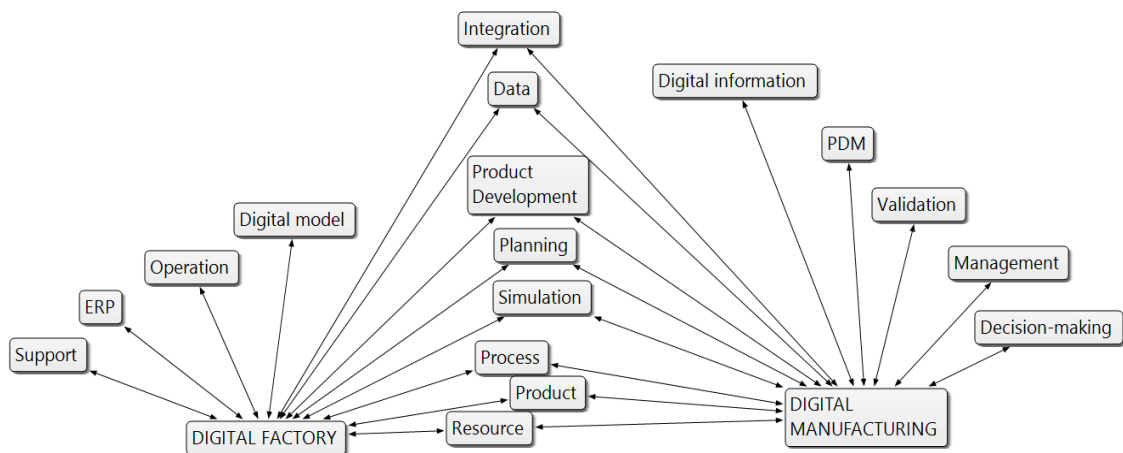 Integration
Digital information
Data
PDM
Product
Development
Validation
Digital model
Planning
Operation
Management
Simulation
ERP
Decision-making
Support
Process
Product
DIGITAL
MANUFACTURING
Resource
DIGITAL FACTORY